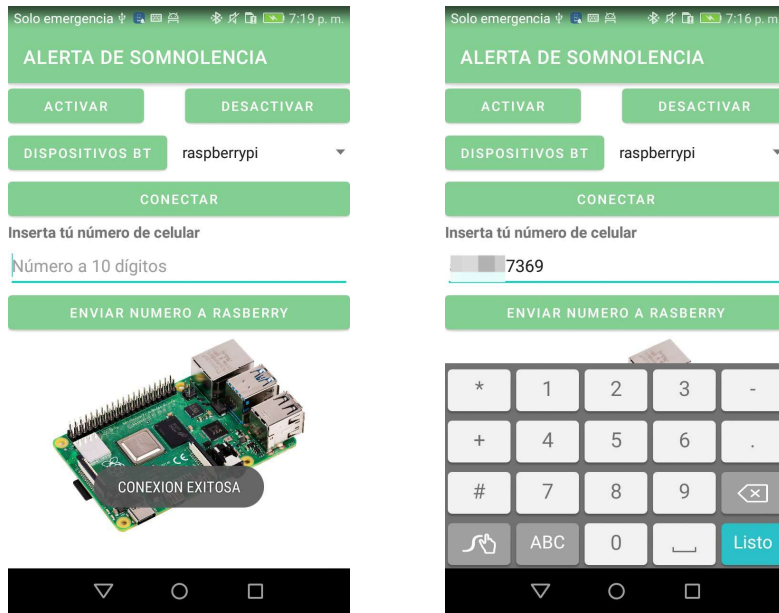 Solo emergencia 7:19 p. m.
ALERTA DE SOMNOLENCIA
ACTIVAR DESACTIVAR
DISPOSITIVOS BT raspberrypi
CONECTAR
Inserta tú número de celular
Número a 10 dígitos
ENVIAR NUMERO A RASBERRY
CONEXION EXITOSA
Solo emergencia 7:16 p. m
ALERTA DE SOMNOLENCIA
ACTIVAR DESACTIVAR
DISPOSITIVOS BT raspberrypi
CONECTAR
Inserta tú número de celular
7369
ENVIAR NUMERO A RASBERRY
* 1 2 3 -
+ 4 5 6 .
# 7 8 9
ABC 0 Listo